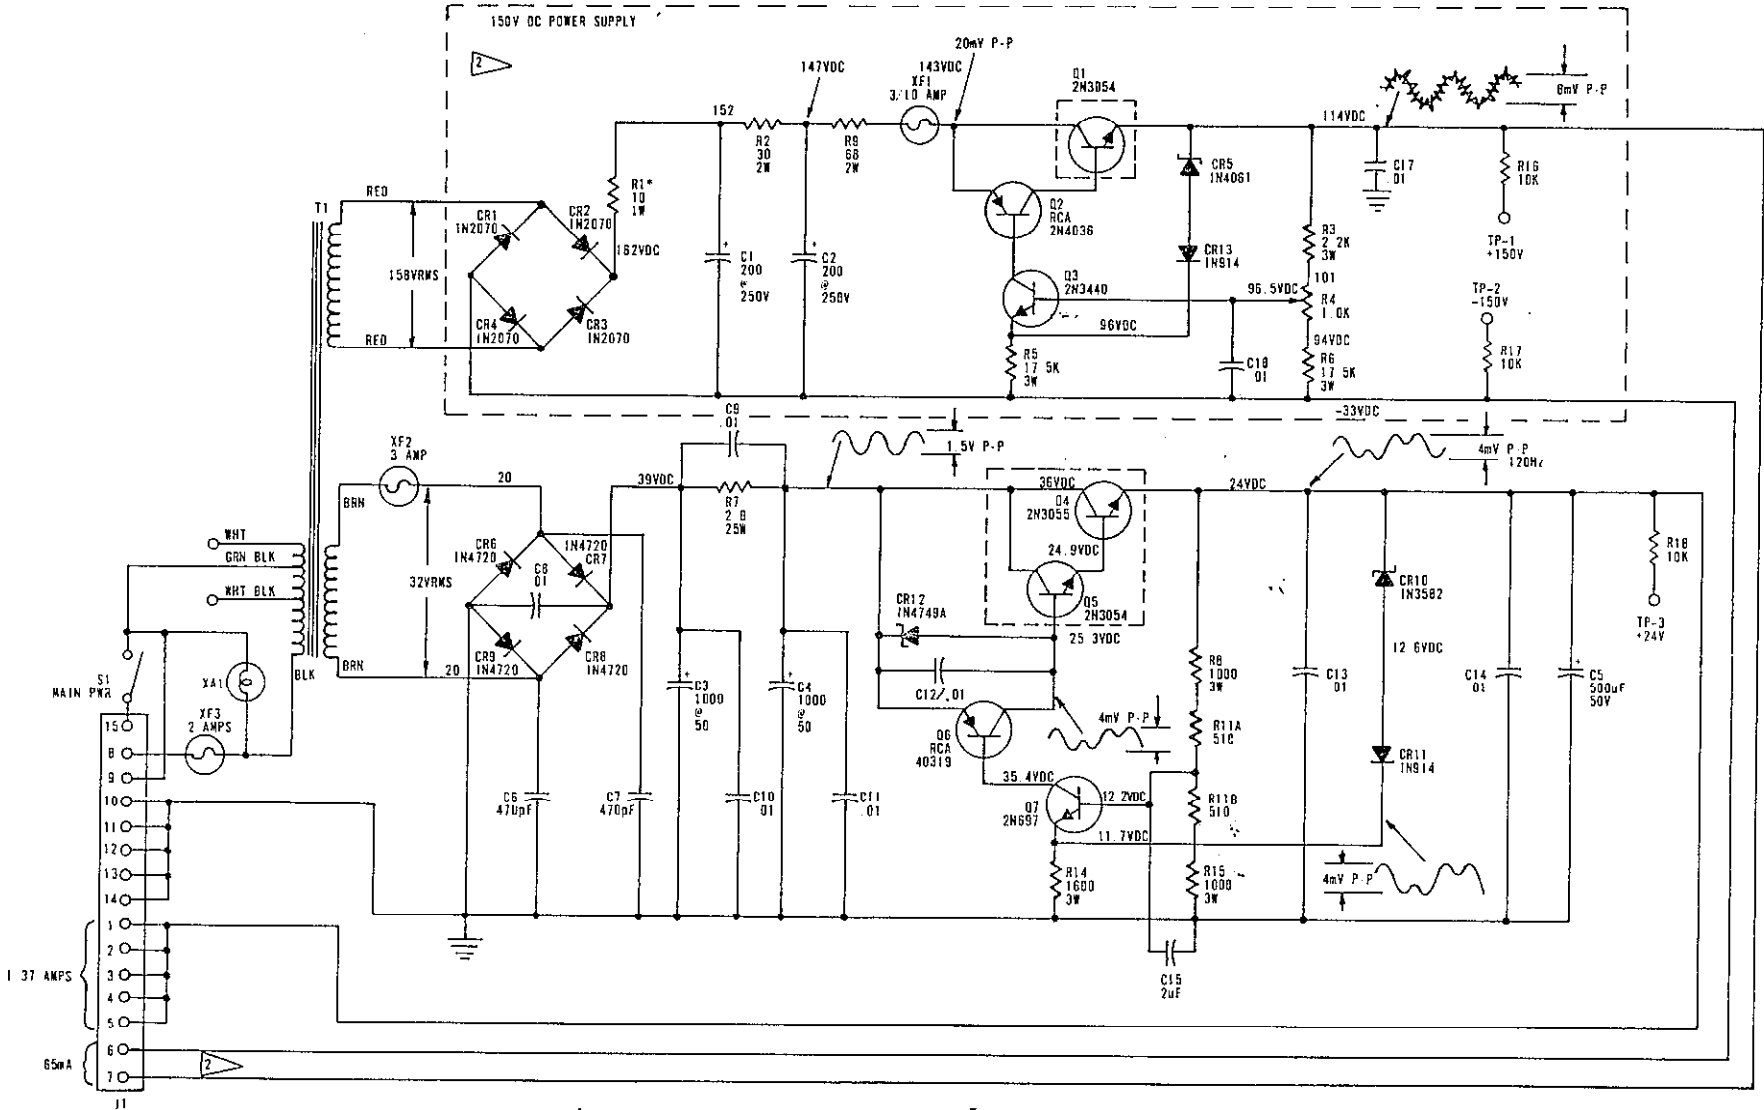 150V DC POWER SUPPLY
2
20mV P-P
147VDC
143VDC
XF1
3/10 AMP
Q1
2N3054
152
R2
30
2W
R9
68
2W
114VDC
8mV P-P
C17
.01
R16
10K
TP-1
+150V
CR5
1N4061
R1*
10
1W
T1
RED
CR1
1N2070
CR2
1N2070
162VDC
158VRMS
C1
200
@
250V
C2
200
@
250V
Q2
RCA
2N4036
CR13
1N914
R3
2.2K
3W
101
R4
1.0K
Q3
2N3440
96.5VDC
96VDC
94VDC
TP-2
-150V
R17
10K
CR4
1N2070
CR3
1N2070
RED
R5
17.5K
3W
C18
.01
R6
17.5K
3W
-33VDC
C9
.01
1.5V P-P
4mV P-P
120Hz
XF2
3 AMP
20
BRN
39VDC
R7
2.8
25W
36VDC
Q4
2N3055
24VDC
WHT
GRN BLK
WHT BLK
BLK
32VRMS
CR6
1N4720
1N4720
CR7
C8
.01
24.9VDC
Q5
2N3054
25.3VDC
CR12
1N4749A
CR10
1N3582
R18
10K
TP-3
+24V
12.6VDC
CR9
1N4720
CR8
1N4720
20
BRN
S1
MAIN PWR
XA1
XF3
2 AMPS
C3
1000
@
50
C4
1000
@
50
C12/.01
R8
1000
3W
C13
.01
C14
.01
C5
500uF
50V
Q6
RCA
40319
4mV P-P
R11A
510
CR11
1N914
35.4VDC
Q7
2N697
12.2VDC
R11B
510
11.7VDC
C6
470pF
C7
470pF
C10
.01
C11
.01
R14
1600
3W
R15
1000
3W
4mV P-P
C15
2uF
15
8
9
10
11
12
13
14
1
2
3
4
5
6
7
1 37 AMPS
65mA
2
J1